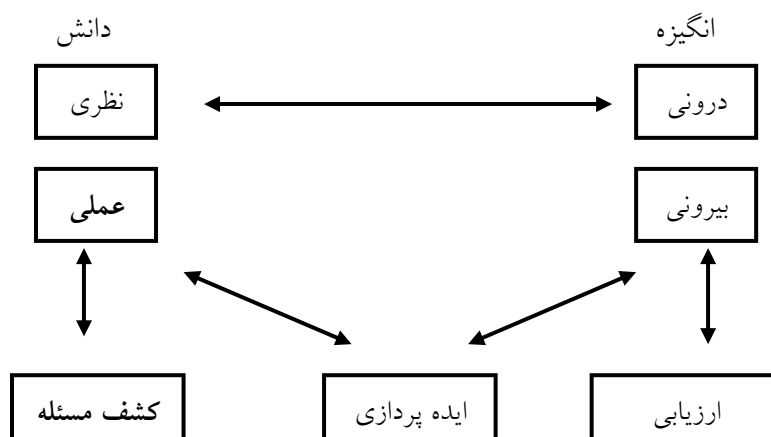 انگیزه
دانش
درونی
نظری
بیرونی
عملی
ارزیابی
ایده پردازی
کشف مسئله